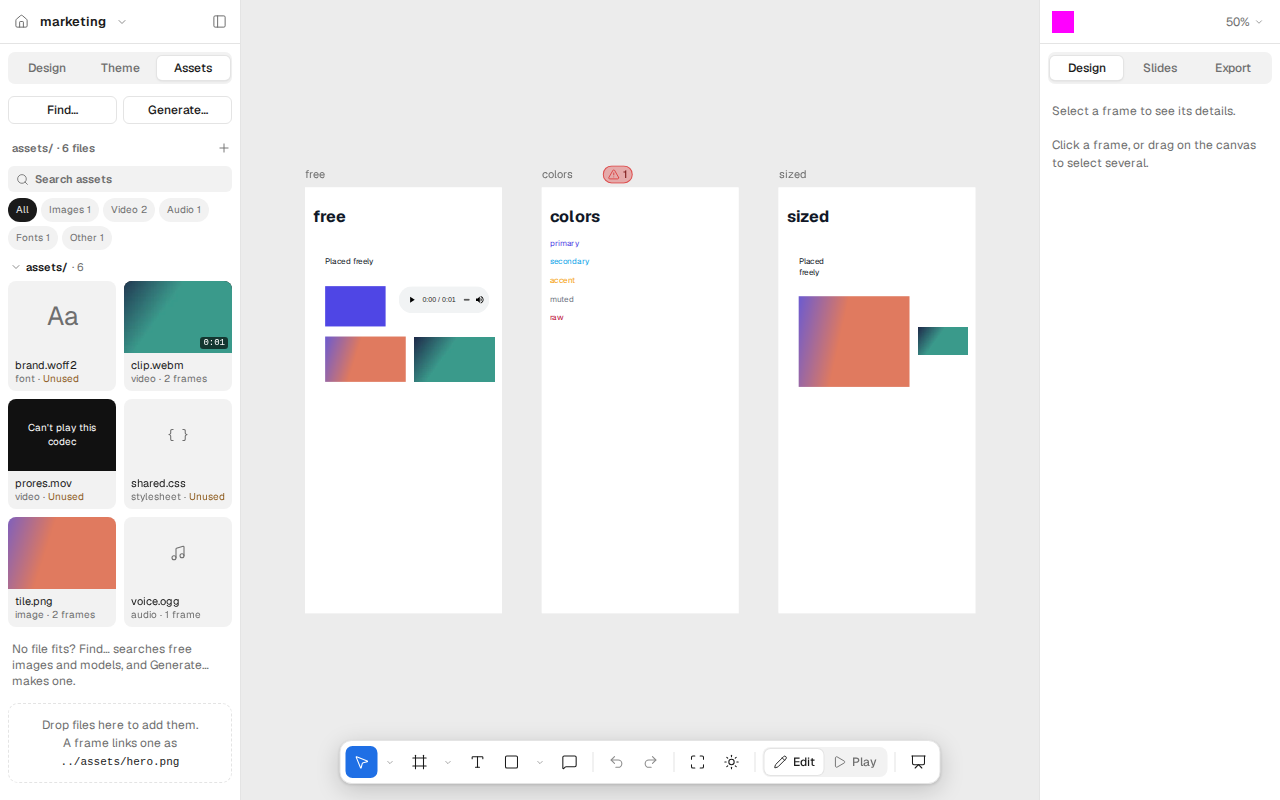 marketing
50%
Design
Theme
Assets
Design
Slides
Export
Find...
Generate...
Select a frame to see its details.
Click a frame, or drag on the canvas
to select several.
assets/ · 6 files
Search assets
All
Images 1
Video 2
Audio 1
Fonts 1
Other 1
assets/ · 6
Aa
brand.woff2
font · Unused
0:01
clip.webm
video · 2 frames
Can't play this
codec
prores.mov
video · Unused
{ }
shared.css
stylesheet · Unused
tile.png
image · 2 frames
voice.ogg
audio · 1 frame
No file fits? Find... searches free
images and models, and Generate...
makes one.
Drop files here to add them.
A frame links one as
../assets/hero.png
free
free
Placed freely
0:00 / 0:01
colors
1
colors
primary
secondary
accent
muted
raw
sized
sized
Placed
freely
Edit
Play